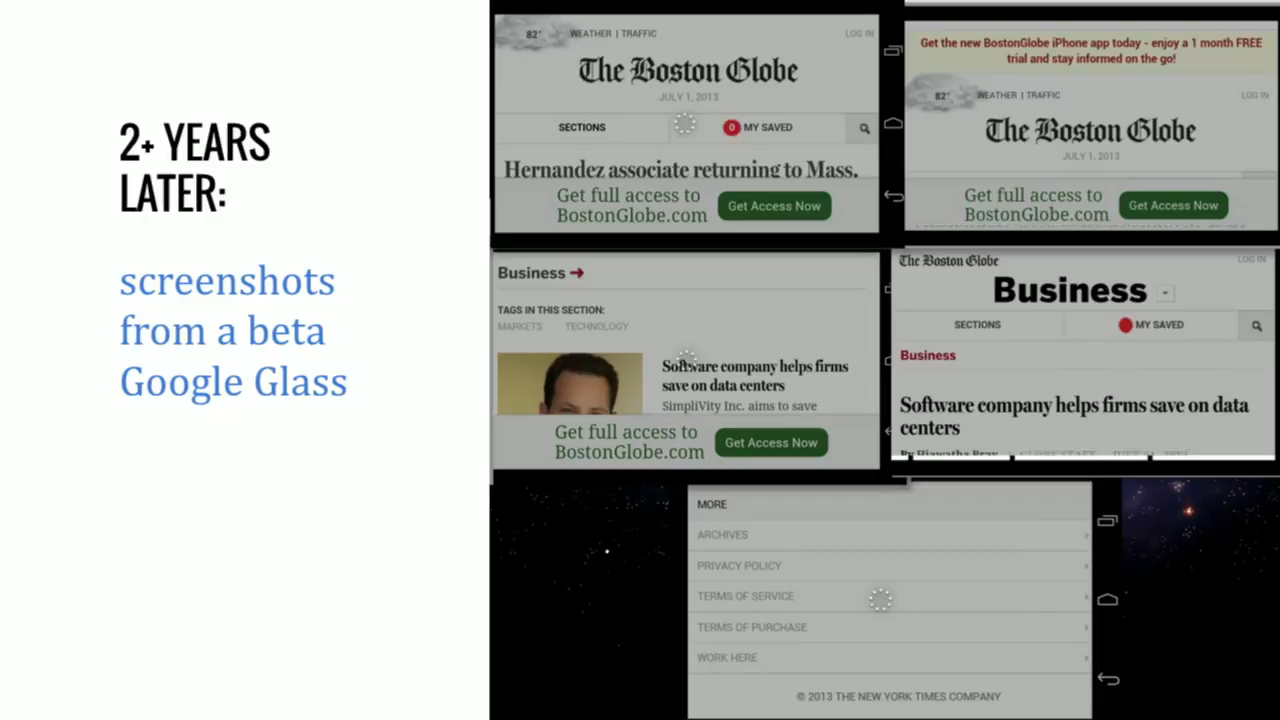 2+ YEARS
LATER:
screenshots
from a beta
Google Glass
82°
WEATHER | TRAFFIC
LOG IN
The Boston Globe
JULY 1, 2013
SECTIONS
0 MY SAVED
Hernandez associate returning to Mass.
Get full access to
BostonGlobe.com
Get Access Now
Get the new BostonGlobe iPhone app today - enjoy a 1 month FREE
trial and stay informed on the go!
82°
WEATHER | TRAFFIC
LOG IN
The Boston Globe
JULY 1, 2013
Get full access to
BostonGlobe.com
Get Access Now
Business
TAGS IN THIS SECTION:
MARKETS TECHNOLOGY
Software company helps firms
save on data centers
SimpliVity Inc. aims to save
Get full access to
BostonGlobe.com
Get Access Now
The Boston Globe
LOG IN
Business
SECTIONS
MY SAVED
Business
Software company helps firms save on data
centers
By Hiawatha Bray
MORE
ARCHIVES
PRIVACY POLICY
TERMS OF SERVICE
TERMS OF PURCHASE
WORK HERE
© 2013 THE NEW YORK TIMES COMPANY